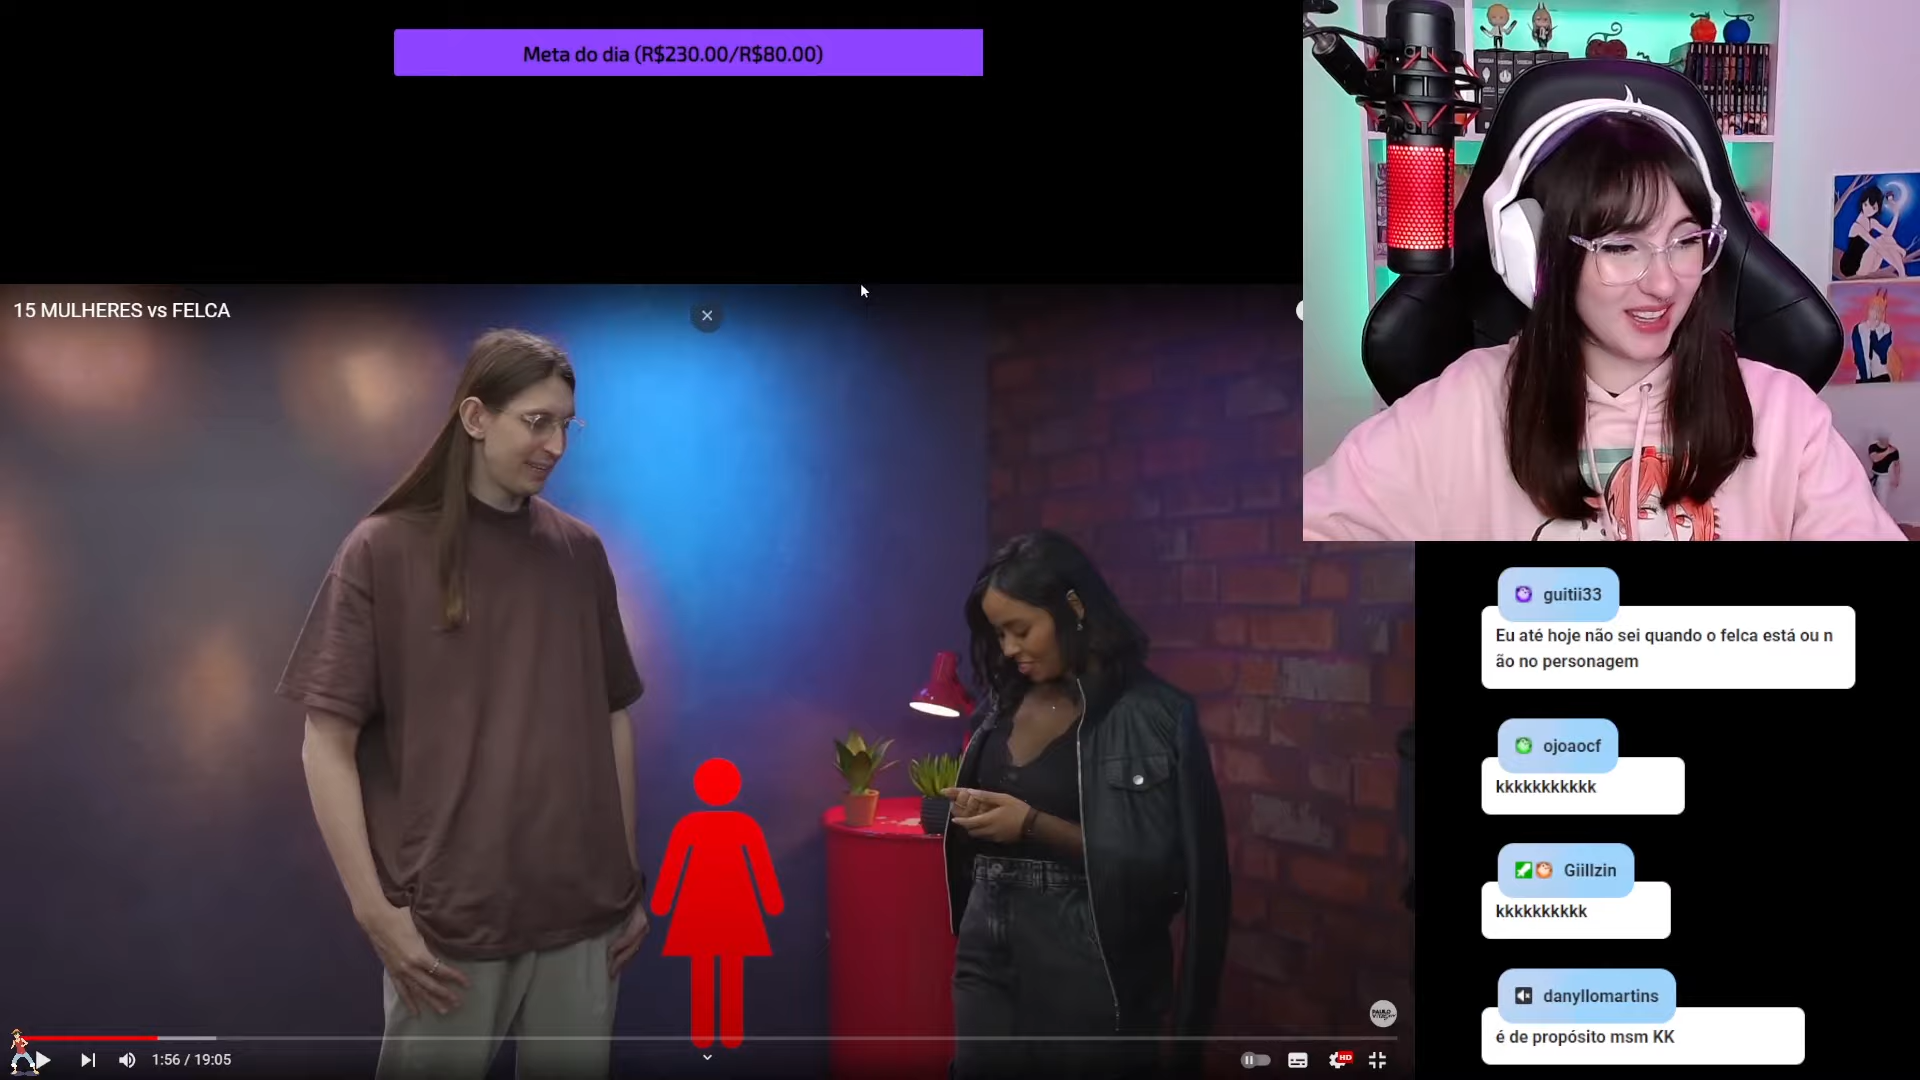 Meta do dia (R$230.00/R$80.00)
15 MULHERES vs FELCA
guitii33
Eu até hoje não sei quando o felca está ou n
ão no personagem
ojoaocf
kkkkkkkkkkk
Giillzin
kkkkkkkkkk
danyllomartins
é de propósito msm KK
1:56 / 19:05
HD